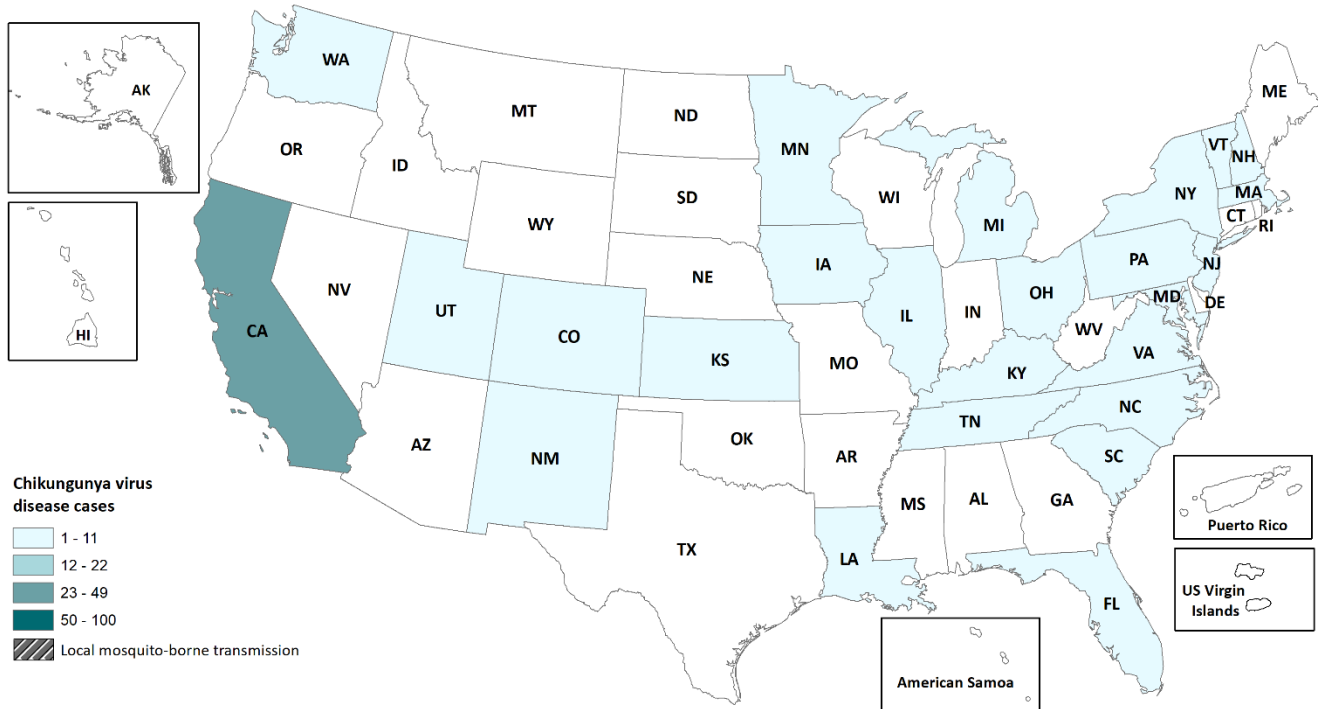 WA
MT
ND
ME
AK
OR
ID
MN
VT
NH
SD
WI
NY
MA
WY
CT
RI
MI
IA
PA
NE
NJ
NV
OH
MD
DE
UT
IL
IN
CA
CO
WV
HI
KS
MO
VA
KY
NC
TN
AZ
OK
NM
AR
SC
Chikungunya virus
disease cases
MS
AL
GA
1 - 11
Puerto Rico
TX
12 - 22
LA
23 - 49
US Virgin
Islands
FL
50 - 100
Local mosquito-borne transmission
American Samoa